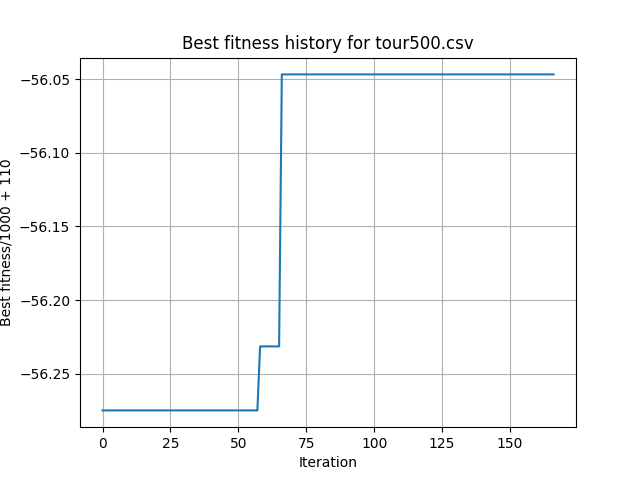 Best fitness history for tour500.csv
Best fitness/1000 + 110
−56.05
−56.10
−56.15
−56.20
−56.25
0 25 50 75 100 125 150
Iteration